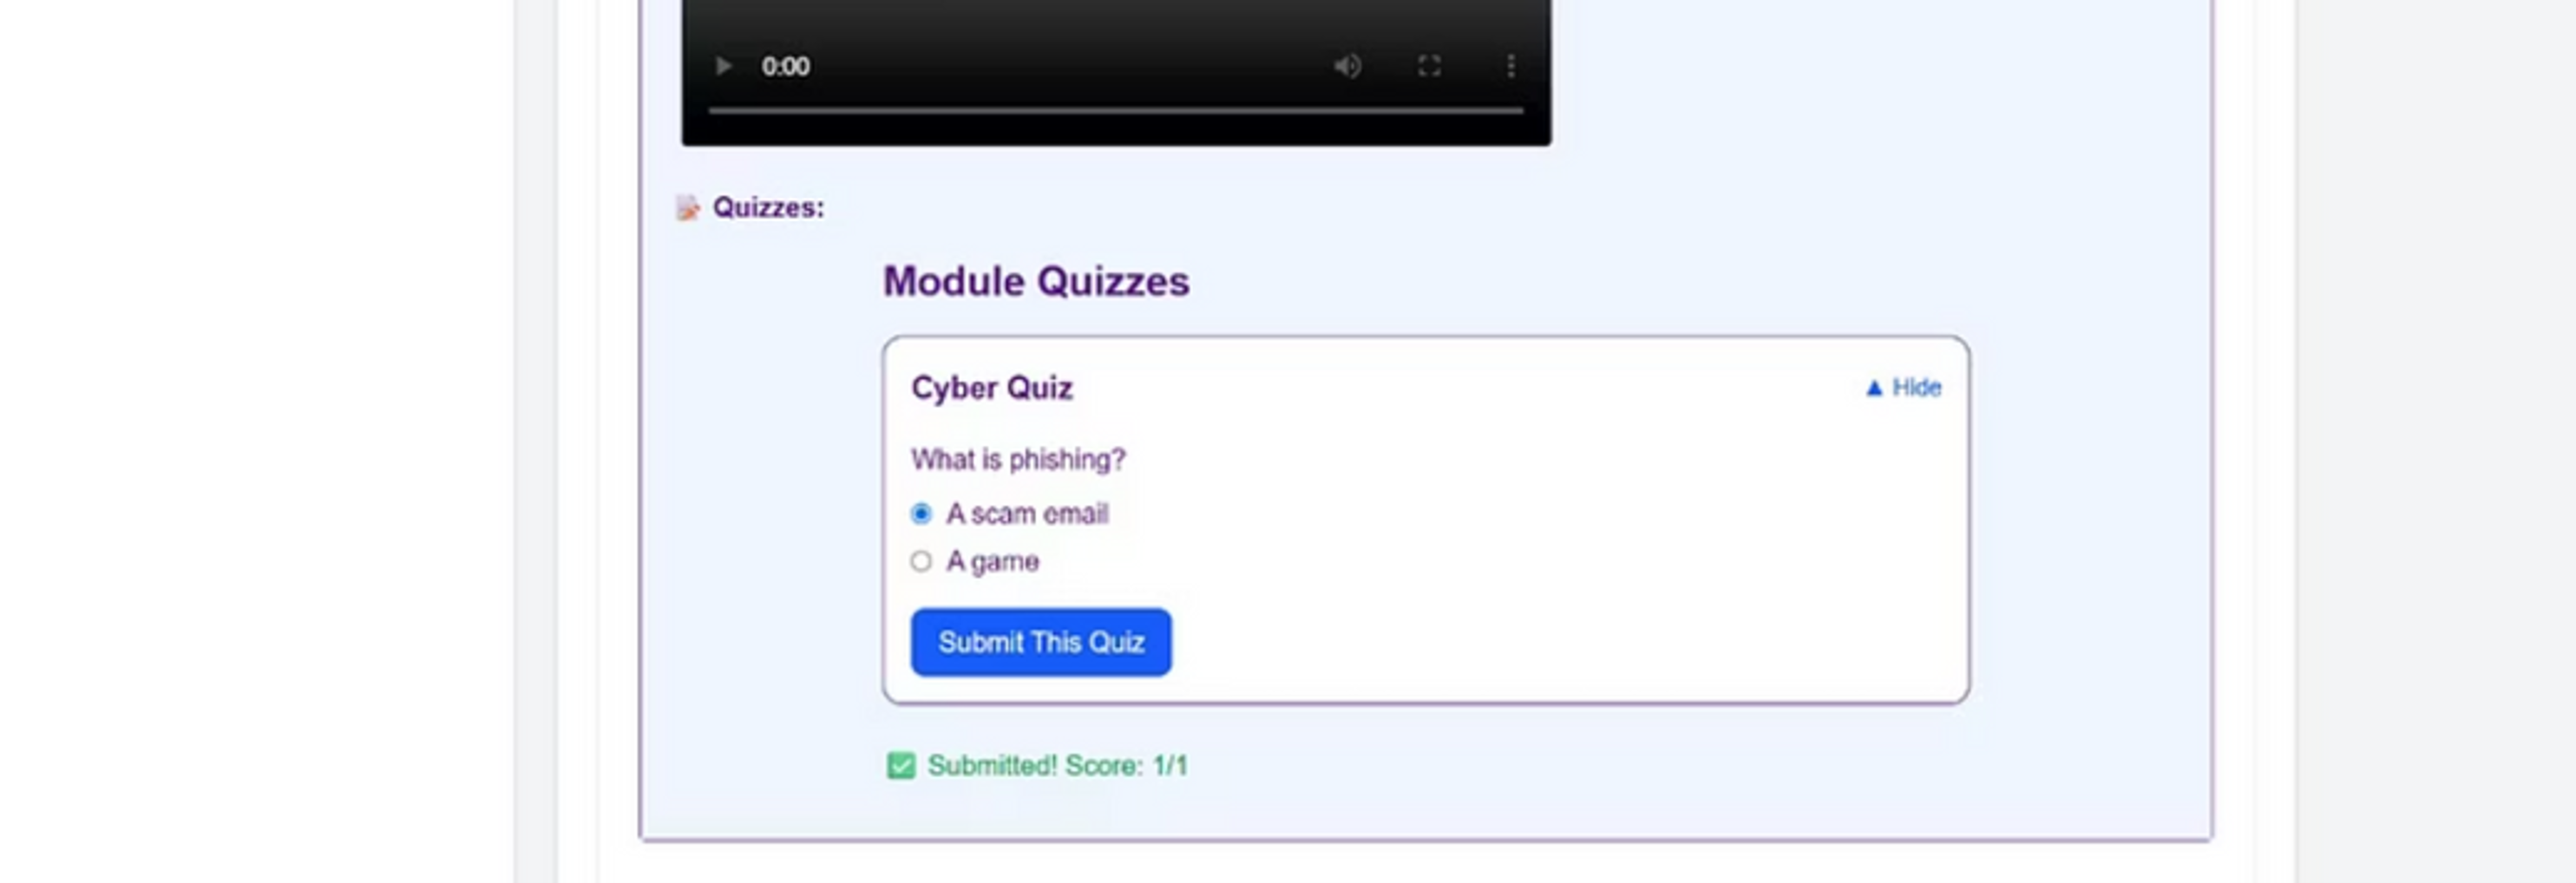 0:00
Quizzes:
Module Quizzes
Cyber Quiz
▲ Hide
What is phishing?
A scam email
A game
Submit This Quiz
Submitted! Score: 1/1